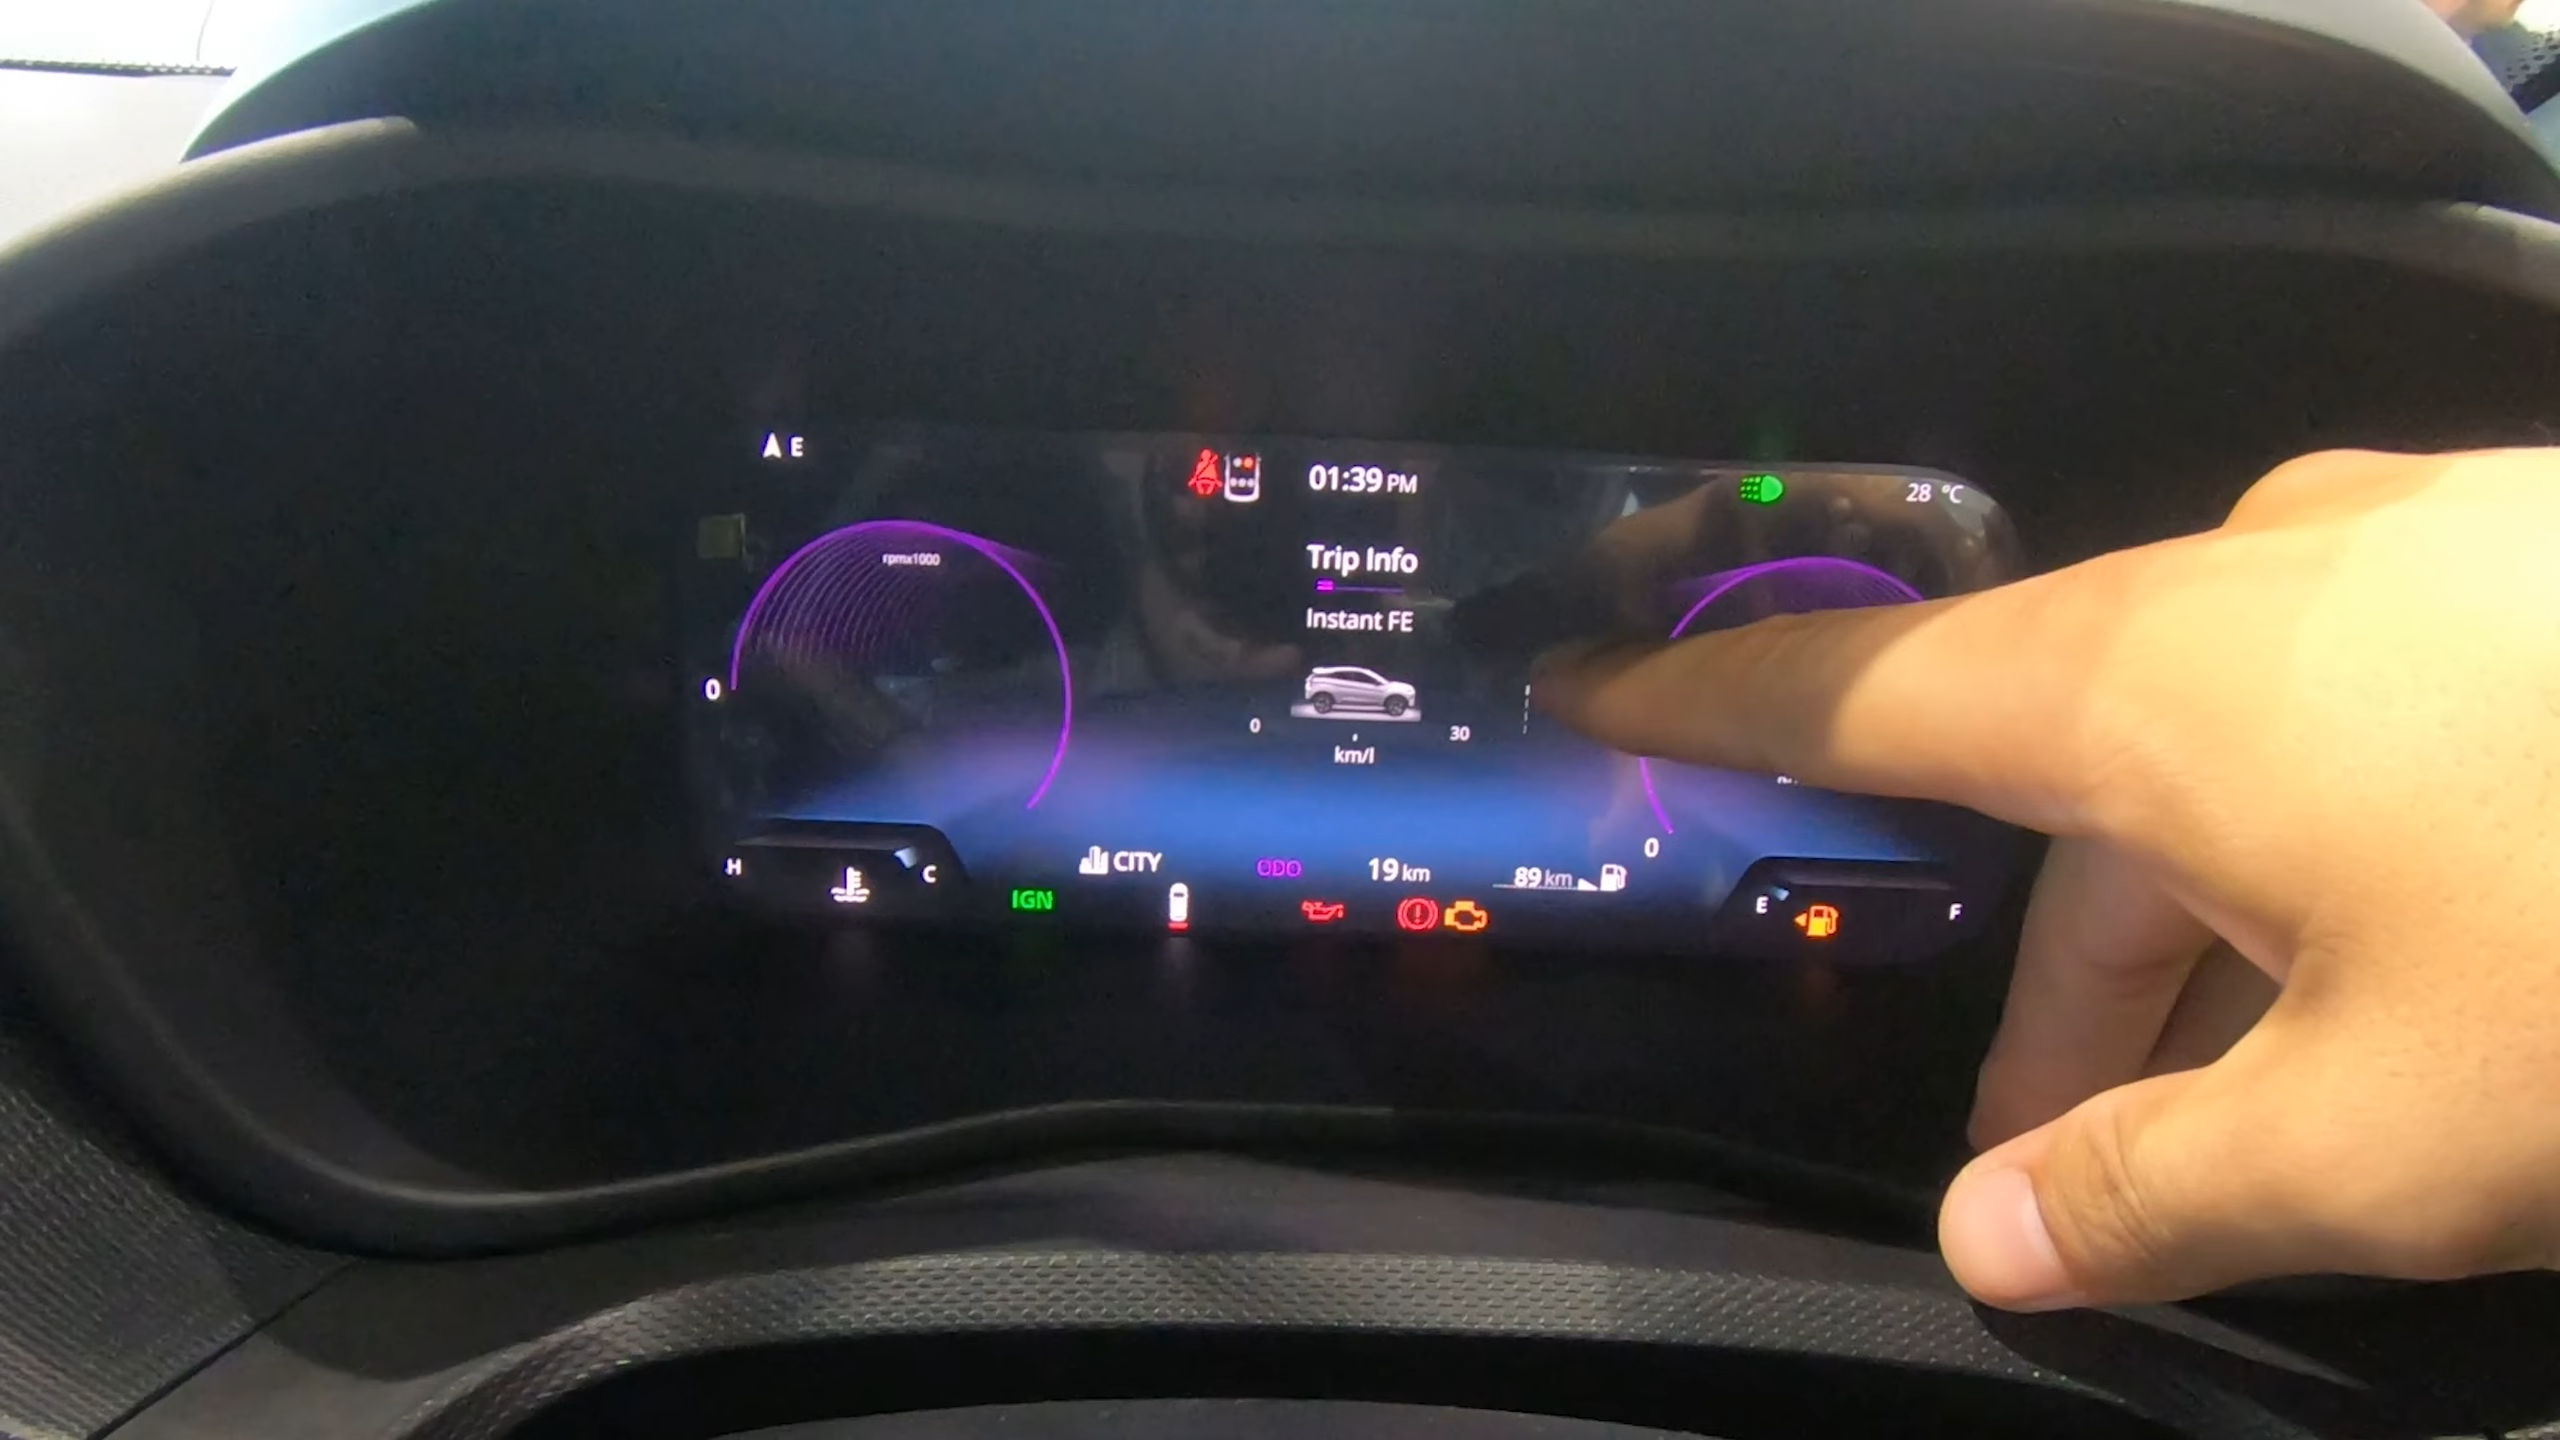 E
01:39 PM
28 °C
rpmx1000
Trip Info
Instant FE
0
0
30
km/l
0
H
C
CITY
ODO
19 km
89 km
E
F
IGN